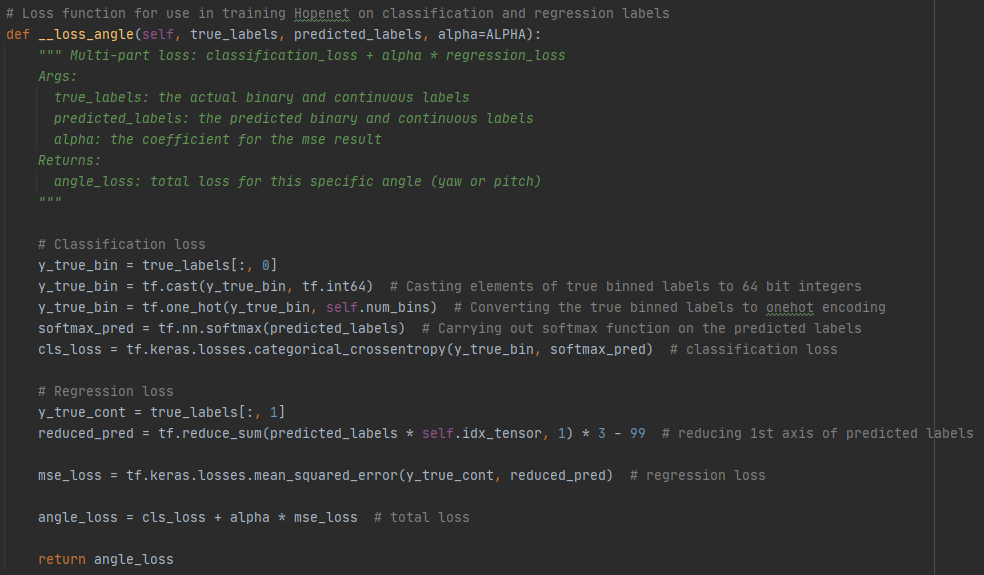 # Loss function for use in training Hopenet on classification and regression labels
def __loss_angle(self, true_labels, predicted_labels, alpha=ALPHA):
    """ Multi-part loss: classification_loss + alpha * regression_loss
    Args:
      true_labels: the actual binary and continuous labels
      predicted_labels: the predicted binary and continuous labels
      alpha: the coefficient for the mse result
    Returns:
      angle_loss: total loss for this specific angle (yaw or pitch)
    """

    # Classification loss
    y_true_bin = true_labels[:, 0]
    y_true_bin = tf.cast(y_true_bin, tf.int64)  # Casting elements of true binned labels to 64 bit integers
    y_true_bin = tf.one_hot(y_true_bin, self.num_bins)  # Converting the true binned labels to onehot encoding
    softmax_pred = tf.nn.softmax(predicted_labels)  # Carrying out softmax function on the predicted labels
    cls_loss = tf.keras.losses.categorical_crossentropy(y_true_bin, softmax_pred)  # classification loss

    # Regression loss
    y_true_cont = true_labels[:, 1]
    reduced_pred = tf.reduce_sum(predicted_labels * self.idx_tensor, 1) * 3 - 99  # reducing 1st axis of predicted labels

    mse_loss = tf.keras.losses.mean_squared_error(y_true_cont, reduced_pred)  # regression loss

    angle_loss = cls_loss + alpha * mse_loss  # total loss

    return angle_loss